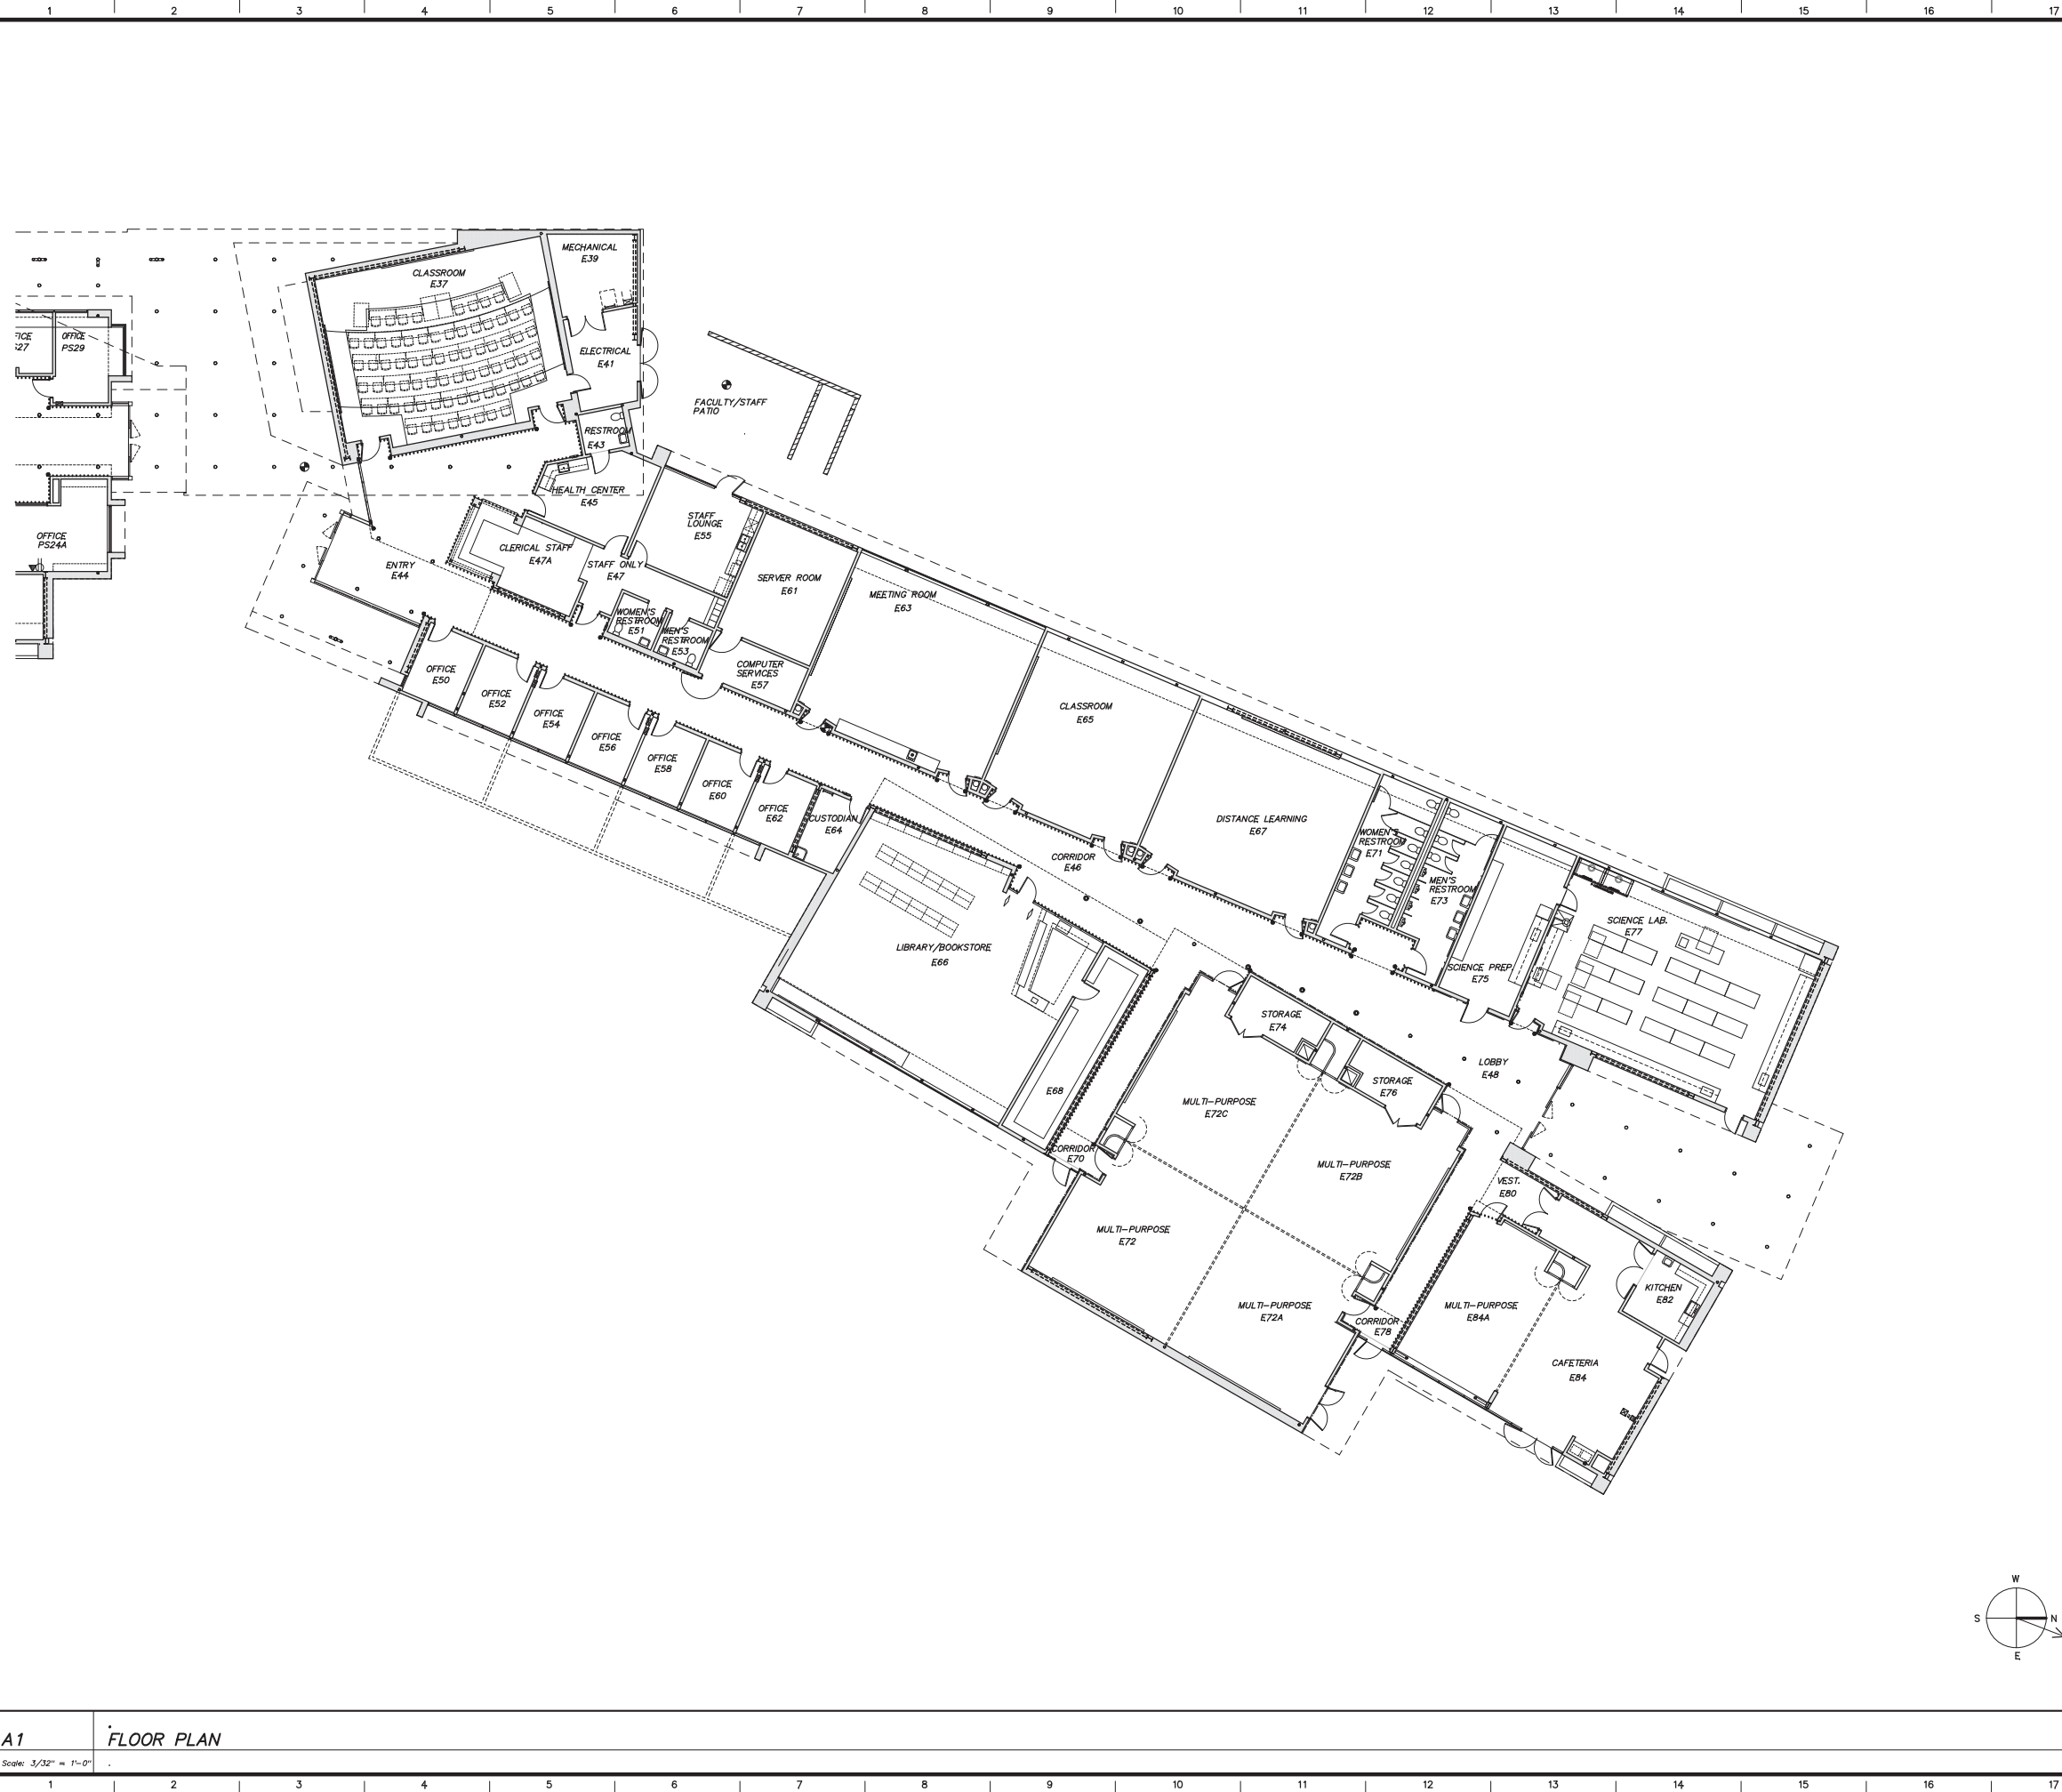 1 2 3 4 5 6 7 8 9 10 11 12 13 14 15 16 17
MECHANICAL
E39
CLASSROOM
E37
OFFICE
PS29
ELECTRICAL
E41
FACULTY/STAFF
PATIO
RESTROOM
E43
HEALTH CENTER
E45
STAFF
LOUNGE
E55
OFFICE
PS24A
CLERICAL STAFF
E47A
STAFF ONLY
E47
ENTRY
E44
SERVER ROOM
E61
MEETING ROOM
E63
WOMEN'S
RESTROOM
E51
MEN'S
RESTROOM
E53
COMPUTER
SERVICES
E57
OFFICE
E50
OFFICE
E52
OFFICE
E54
OFFICE
E56
OFFICE
E58
OFFICE
E60
OFFICE
E62
CUSTODIAN
E64
CLASSROOM
E65
DISTANCE LEARNING
E67
WOMEN'S
RESTROOM
E71
MEN'S
RESTROOM
E73
CORRIDOR
E46
LIBRARY/BOOKSTORE
E66
SCIENCE PREP
E75
SCIENCE LAB.
E77
STORAGE
E74
STORAGE
E76
LOBBY
E48
E68
MULTI-PURPOSE
E72C
CORRIDOR
E70
MULTI-PURPOSE
E72B
VEST.
E80
MULTI-PURPOSE
E72
MULTI-PURPOSE
E72A
CORRIDOR
E78
MULTI-PURPOSE
E84A
KITCHEN
E82
CAFETERIA
E84
W
S N
E
A1 FLOOR PLAN
Scale: 3/32" = 1'-0"
1 2 3 4 5 6 7 8 9 10 11 12 13 14 15 16 17